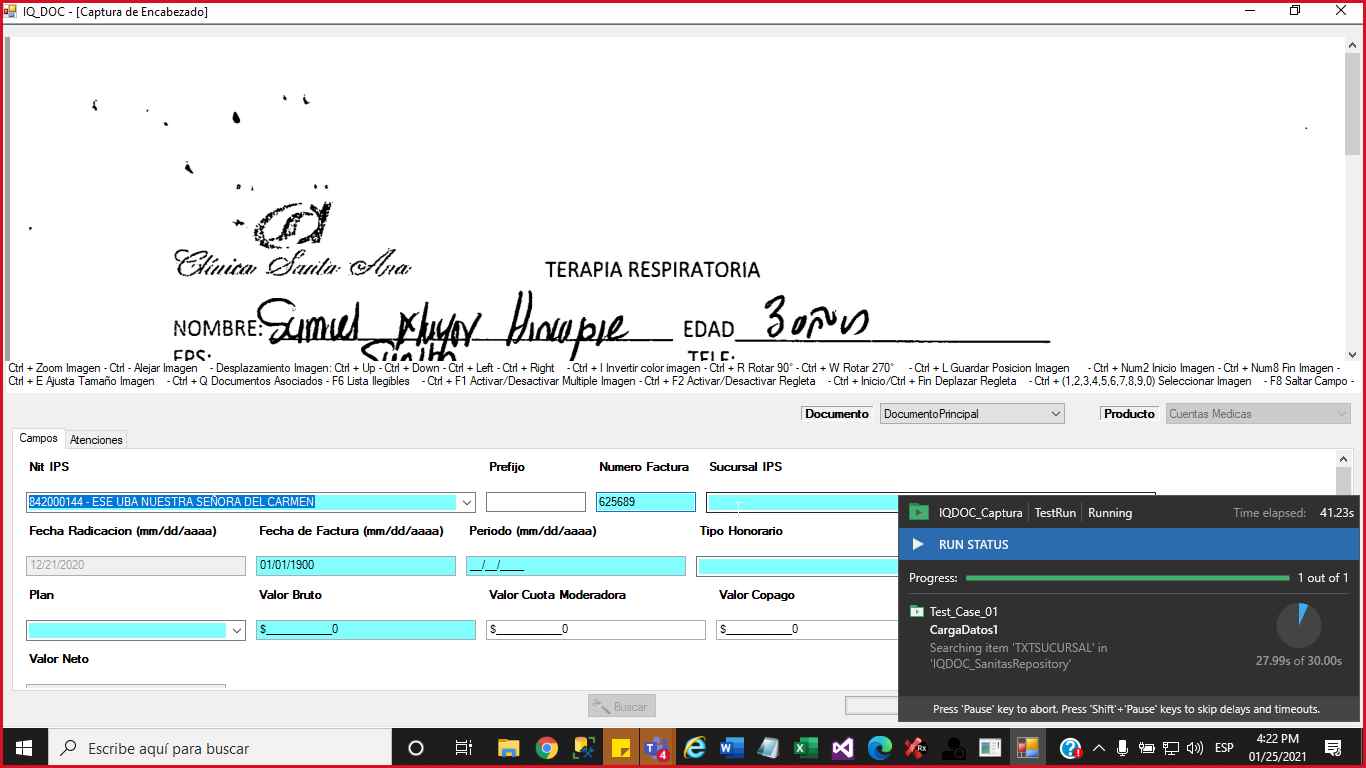 IQ_DOC - [Captura de Encabezado]
Clínica Santa Ana
TERAPIA RESPIRATORIA
NOMBRE: Hincapie EDAD 3 años
EPS: TELE:
Ctrl + Zoom Imagen - Ctrl - Alejar Imagen - Desplazamiento Imagen: Ctrl + Up - Ctrl + Down - Ctrl + Left - Ctrl + Right - Ctrl + I Invertir color imagen - Ctrl + R Rotar 90° - Ctrl + W Rotar 270° - Ctrl + L Guardar Posicion Imagen - Ctrl + Num2 Inicio Imagen - Ctrl + Num8 Fin Imagen -
Ctrl + E Ajusta Tamaño Imagen - Ctrl + Q Documentos Asociados - F6 Lista Ilegibles - Ctrl + F1 Activar/Desactivar Multiple Imagen - Ctrl + F2 Activar/Desactivar Regleta - Ctrl + Inicio/Ctrl + Fin Deplazar Regleta - Ctrl + (1,2,3,4,5,6,7,8,9,0) Seleccionar Imagen - F8 Saltar Campo -
Documento DocumentoPrincipal Producto Cuentas Medicas
Campos Atenciones
Nit IPS Prefijo Numero Factura Sucursal IPS
842000144 - ESE UBA NUESTRA SEÑORA DEL CARMEN 625689
Fecha Radicacion (mm/dd/aaaa) Fecha de Factura (mm/dd/aaaa) Periodo (mm/dd/aaaa) Tipo Honorario
12/21/2020 01/01/1900 __/__/____
Plan Valor Bruto Valor Cuota Moderadora Valor Copago
$___________0 $___________0 $___________0
Valor Neto
Buscar
IQDOC_Captura TestRun Running Time elapsed: 41.23s
RUN STATUS
Progress: 1 out of 1
Test_Case_01
CargaDatos1
Searching item 'TXTSUCURSAL' in
'IQDOC_SanitasRepository'
27.99s of 30.00s
Press 'Pause' key to abort. Press 'Shift'+'Pause' keys to skip delays and timeouts.
Escribe aquí para buscar
4
ESP
4:22 PM
01/25/2021